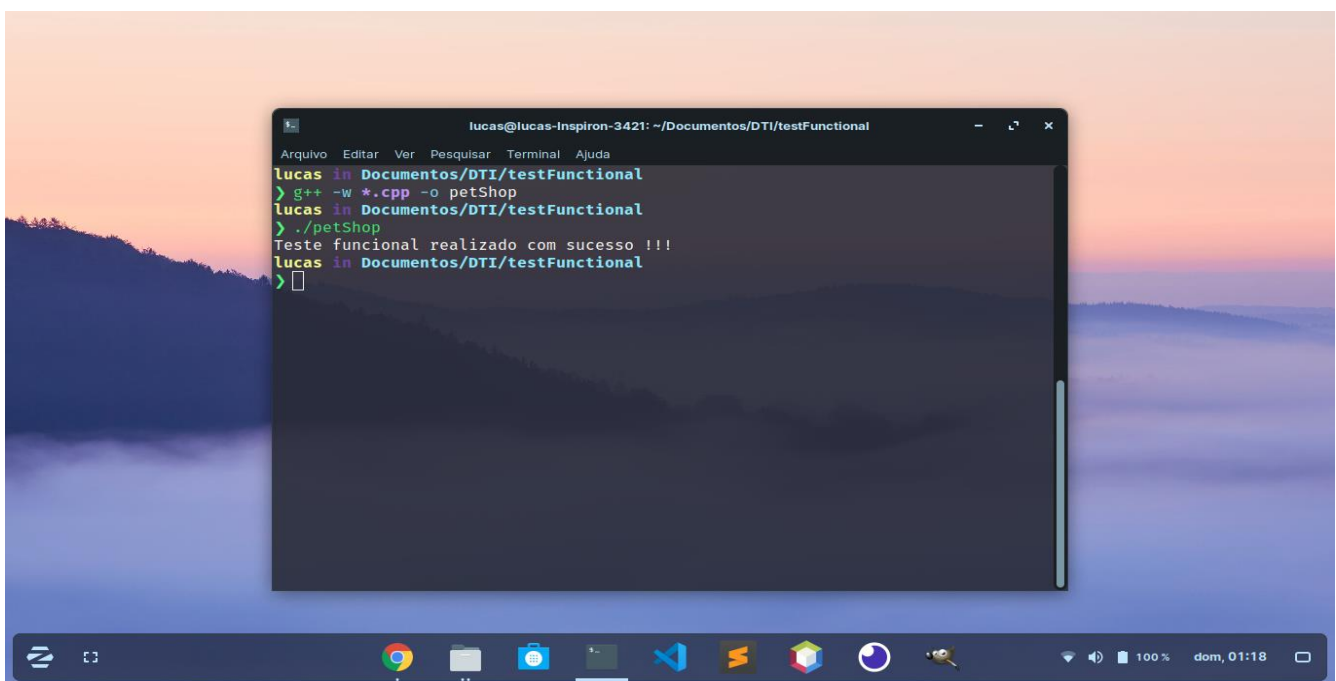 lucas@lucas-Inspiron-3421: ~/Documentos/DTI/testFunctional
Arquivo Editar Ver Pesquisar Terminal Ajuda
lucas in Documentos/DTI/testFunctional
❯ g++ -w *.cpp -o petShop
lucas in Documentos/DTI/testFunctional
❯ ./petShop
Teste funcional realizado com sucesso !!!
lucas in Documentos/DTI/testFunctional
❯
100 % dom, 01:18